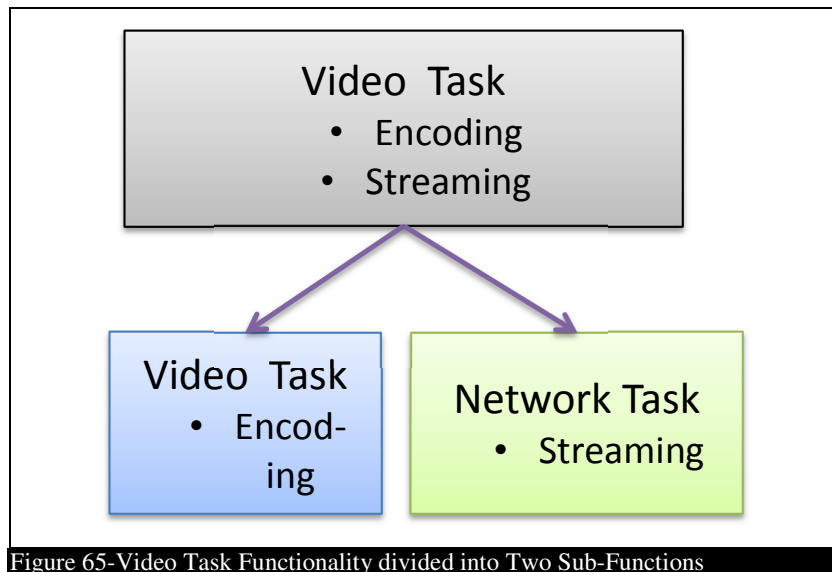 Video Task
• Encoding
• Streaming
Video Task
• Encod-
ing
Network Task
• Streaming
Figure 65-Video Task Functionality divided into Two Sub-Functions